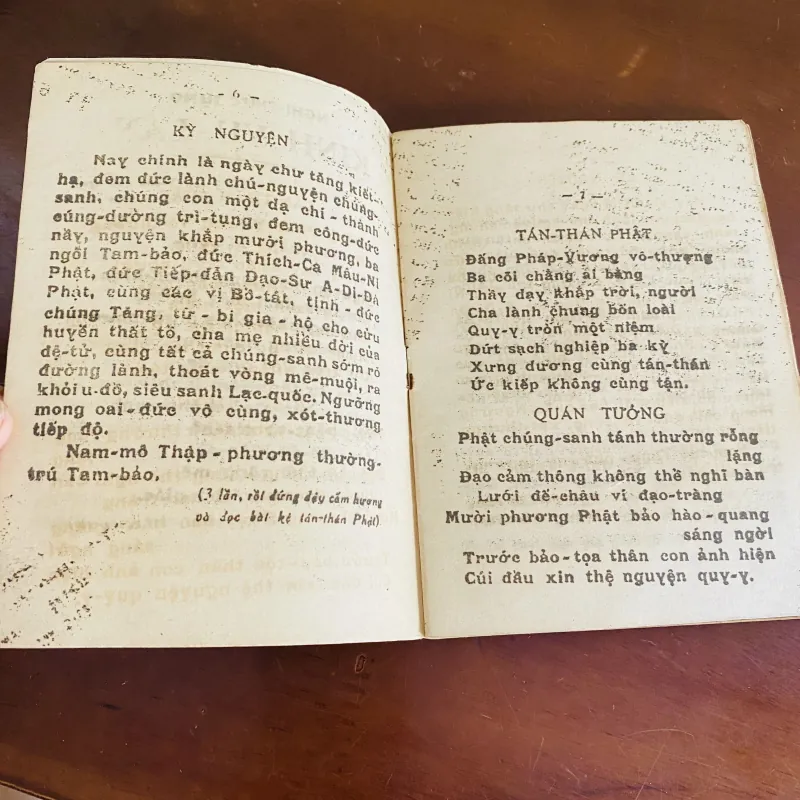 - 6 -
KỲ NGUYỆN
Nay chính là ngày chư tăng kiết-
hạ, đem đức lành chú-nguyện chúng-
sanh, chúng con một dạ chí-thành
cúng-dường trì-tụng, đem công-đức
nầy, nguyện khắp mười phương, ba
ngôi Tam-bảo, đức Thích-Ca Mâu-Ni
Phật, đức Tiếp-dẫn Đạo-Sư A-Di-Đà
Phật, cùng các vị Bồ-tát, tịnh-đức
chúng Tăng, từ-bi gia-hộ cho cửu
huyền thất tổ, cha mẹ nhiều đời của
đệ-tử, cùng tất cả chúng-sanh sớm rõ
đường lành, thoát vòng mê-muội, ra
khỏi u-đồ, siêu sanh Lạc-quốc. Ngưỡng
mong oai-đức vô cùng, xót-thương
tiếp độ.
Nam-mô Thập-phương thường-
trú Tam-bảo.
(3 lần, rồi đứng dậy cầm hương
và đọc bài kệ tán-thán Phật)
- 7 -
TÁN-THÁN PHẬT
Đấng Pháp-Vương vô-thượng
Ba cõi chẳng ai bằng
Thầy dạy khắp trời, người
Cha lành chung bốn loài
Quy-y tròn một niệm
Dứt sạch nghiệp ba kỳ
Xưng dương cùng tán-thán
Ức kiếp không cùng tận.
QUÁN TƯỞNG
Phật chúng-sanh tánh thường rỗng
lặng
Đạo cảm thông không thể nghĩ bàn
Lưới đế-châu ví đạo-tràng
Mười phương Phật bảo hào-quang
sáng ngời
Trước bảo-tọa thân con ảnh hiện
Cúi đầu xin thệ nguyện quy-y.